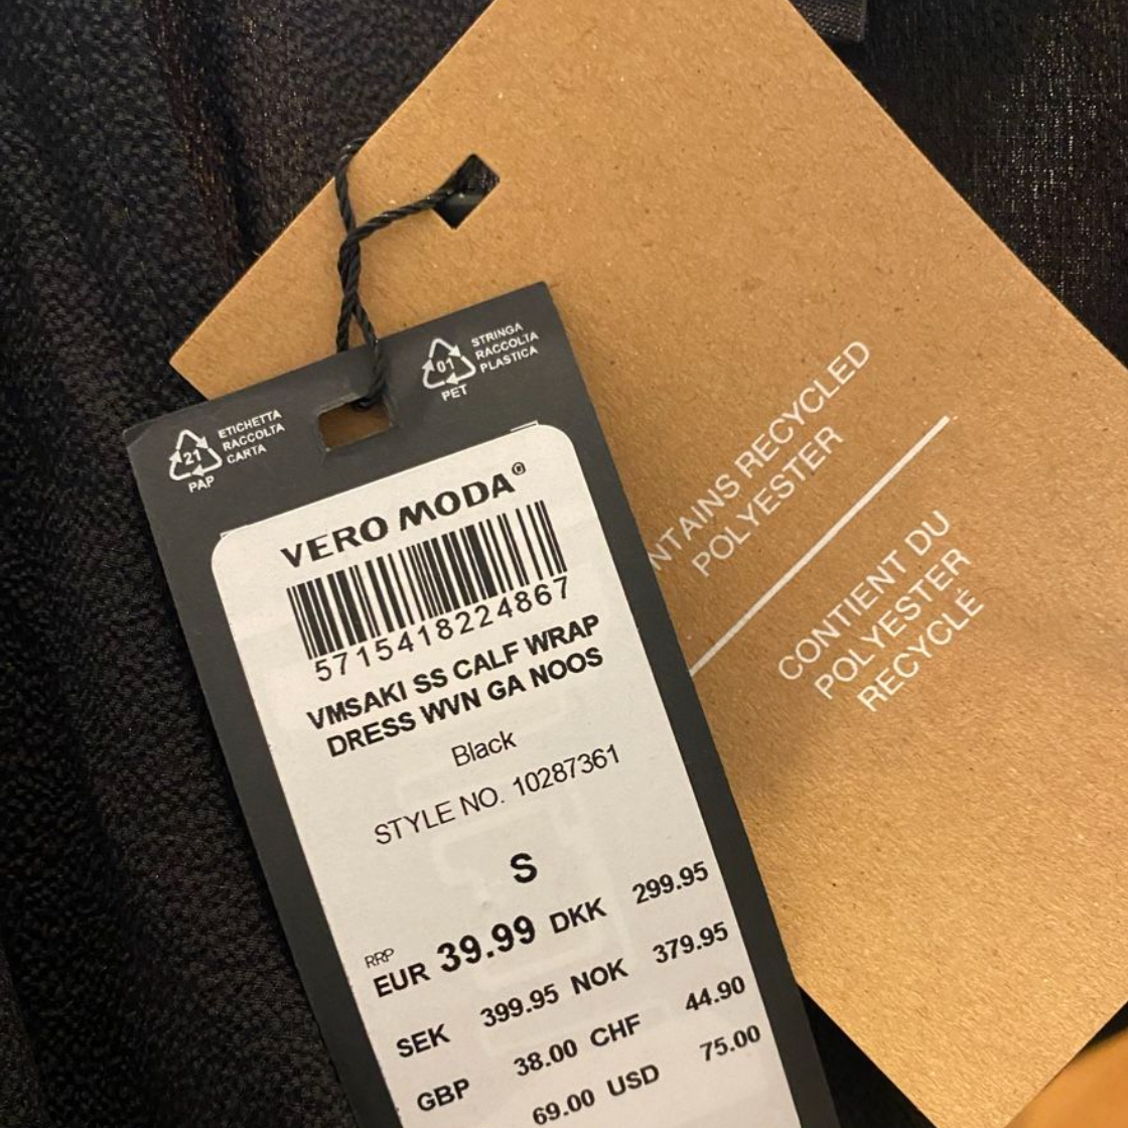 STRINGA
RACCOLTA
PLASTICA
01
PET
ETICHETTA
RACCOLTA
CARTA
21
PAP
VERO MODA®
5715418224867
VMSAKI SS CALF WRAP
DRESS WVN GA NOOS
Black
STYLE NO. 10287361
S
RRP
EUR 39.99 DKK 299.95
SEK 399.95 NOK 379.95
GBP 38.00 CHF 44.90
69.00 USD 75.00
NTAINS RECYCLED
POLYESTER
CONTIENT DU
POLYESTER
RECYCLÉ